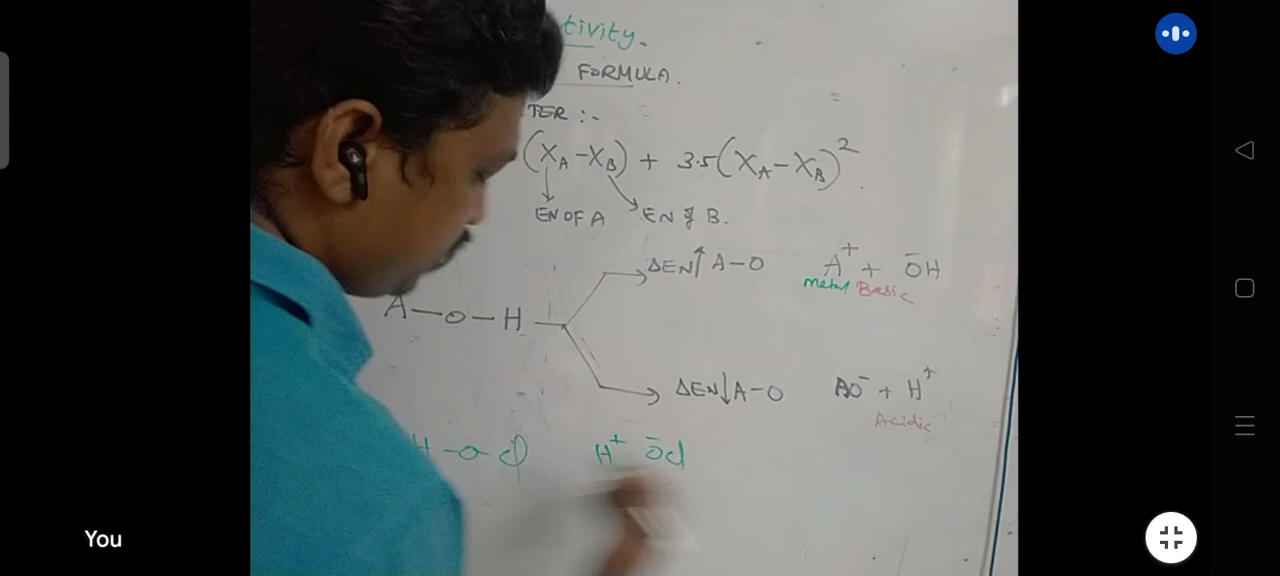 tivity.
FORMULA.
TER :-
(XA-XB) + 3.5(XA-XB)²
EN OF A EN of B.
ΔEN↑ A-O A⁺ + ŌH
metal Basic
A-O-H
ΔEN↓ A-O AO⁻ + H⁺
Acidic
H-O-Cl H⁺ ŌCl
You